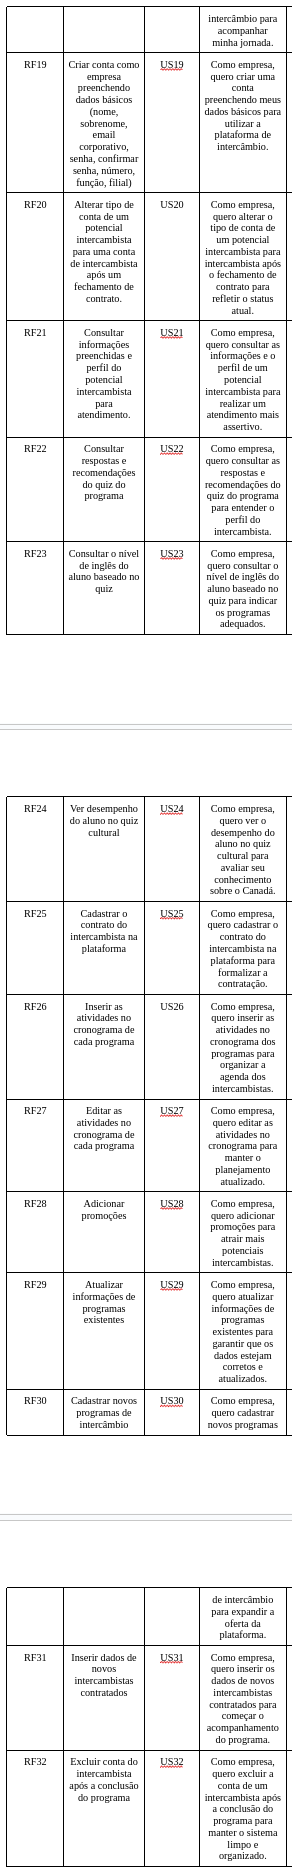 intercâmbio para
acompanhar
minha jornada.
RF19
Criar conta como
empresa
preenchendo
dados básicos
(nome,
sobrenome,
email
corporativo,
senha, confirmar
senha, número,
função, filial)
US19
Como empresa,
quero criar uma
conta
preenchendo meus
dados básicos para
utilizar a
plataforma de
intercâmbio.
RF20
Alterar tipo de
conta de um
potencial
intercambista
para uma conta
de intercambista
após um
fechamento de
contrato.
US20
Como empresa,
quero alterar o
tipo de conta de
um potencial
intercambista para
intercambista após
o fechamento de
contrato para
refletir o status
atual.
RF21
Consultar
informações
preenchidas e
perfil do
potencial
intercambista
para
atendimento.
US21
Como empresa,
quero consultar as
informações e o
perfil de um
potencial
intercambista para
realizar um
atendimento mais
assertivo.
RF22
Consultar
respostas e
recomendações
do quiz do
programa
US22
Como empresa,
quero consultar as
respostas e
recomendações do
quiz do programa
para entender o
perfil do
intercambista.
RF23
Consultar o nível
de inglês do
aluno baseado no
quiz
US23
Como empresa,
quero consultar o
nível de inglês do
aluno baseado no
quiz para indicar
os programas
adequados.
RF24
Ver desempenho
do aluno no quiz
cultural
US24
Como empresa,
quero ver o
desempenho do
aluno no quiz
cultural para
avaliar seu
conhecimento
sobre o Canadá.
RF25
Cadastrar o
contrato do
intercambista na
plataforma
US25
Como empresa,
quero cadastrar o
contrato do
intercambista na
plataforma para
formalizar a
contratação.
RF26
Inserir as
atividades no
cronograma de
cada programa
US26
Como empresa,
quero inserir as
atividades no
cronograma dos
programas para
organizar a
agenda dos
intercambistas.
RF27
Editar as
atividades no
cronograma de
cada programa
US27
Como empresa,
quero editar as
atividades no
cronograma para
manter o
planejamento
atualizado.
RF28
Adicionar
promoções
US28
Como empresa,
quero adicionar
promoções para
atrair mais
potenciais
intercambistas.
RF29
Atualizar
informações de
programas
existentes
US29
Como empresa,
quero atualizar
informações de
programas
existentes para
garantir que os
dados estejam
corretos e
atualizados.
RF30
Cadastrar novos
programas de
intercâmbio
US30
Como empresa,
quero cadastrar
novos programas
de intercâmbio
para expandir a
oferta da
plataforma.
RF31
Inserir dados de
novos
intercambistas
contratados
US31
Como empresa,
quero inserir os
dados de novos
intercambistas
contratados para
começar o
acompanhamento
do programa.
RF32
Excluir conta do
intercambista
após a conclusão
do programa
US32
Como empresa,
quero excluir a
conta de um
intercambista após
a conclusão do
programa para
manter o sistema
limpo e
organizado.